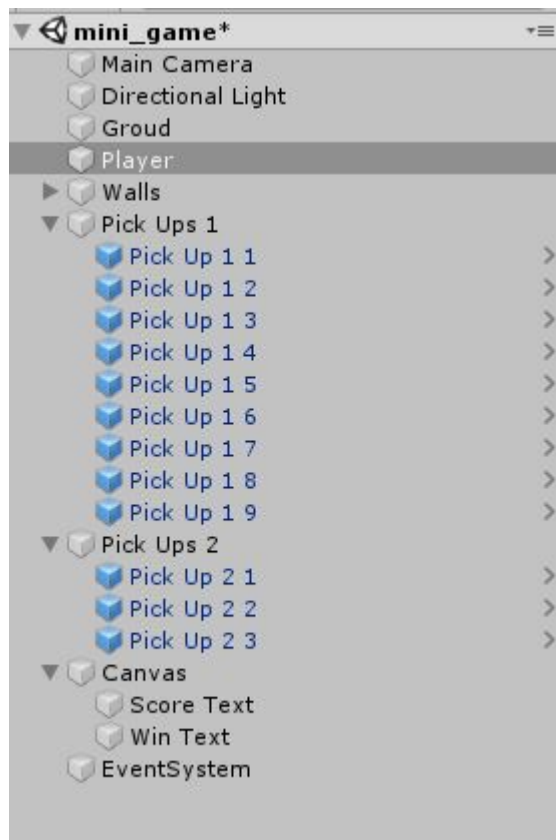 mini_game*
Main Camera
Directional Light
Groud
Player
Walls
Pick Ups 1
Pick Up 1 1
Pick Up 1 2
Pick Up 1 3
Pick Up 1 4
Pick Up 1 5
Pick Up 1 6
Pick Up 1 7
Pick Up 1 8
Pick Up 1 9
Pick Ups 2
Pick Up 2 1
Pick Up 2 2
Pick Up 2 3
Canvas
Score Text
Win Text
EventSystem